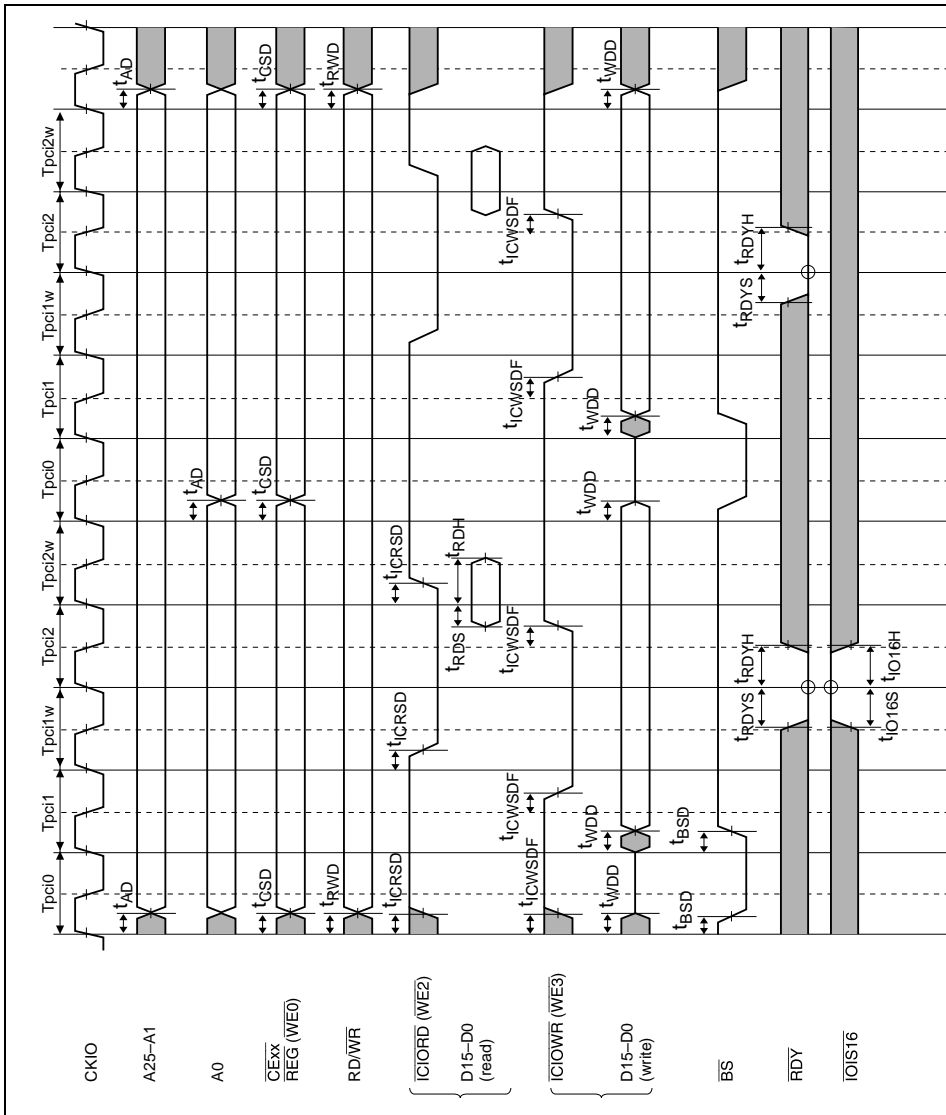 Tpci0 Tpci1 Tpci1w Tpci2 Tpci2w Tpci0 Tpci1 Tpci1w Tpci2 Tpci2w
CKIO
tAD tAD
A25–A1
tAD
A0
tCSD tCSD tCSD
CExx
REG (WE0)
tRWD tRWD
RD/WR
tICRSD tICRSD tICRSD
ICIORD (WE2)
tRDS tRDH
D15–D0
(read)
tICWSDF tICWSDF tICWSDF tICWSDF tICWSDF
ICIOWR (WE3)
tWDD tWDD tWDD tWDD tWDD
D15–D0
(write)
tBSD tBSD
BS
tRDYS tRDYH tRDYS tRDYH
RDY
IOIS16
tIO16S tIO16H